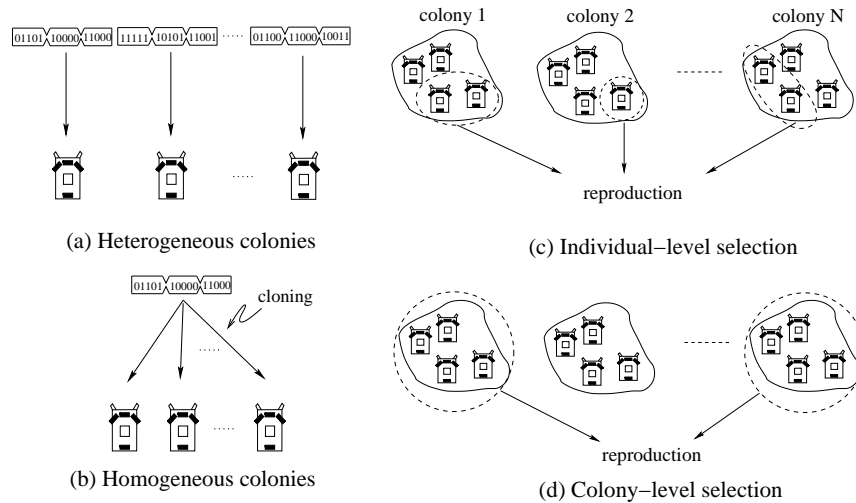 01101 10000 11000 11111 10101 11001 ..... 01100 11000 10011
.....
(a) Heterogeneous colonies
01101 10000 11000
cloning
.....
.....
(b) Homogeneous colonies
colony 1 colony 2 colony N
reproduction
(c) Individual−level selection
reproduction
(d) Colony−level selection